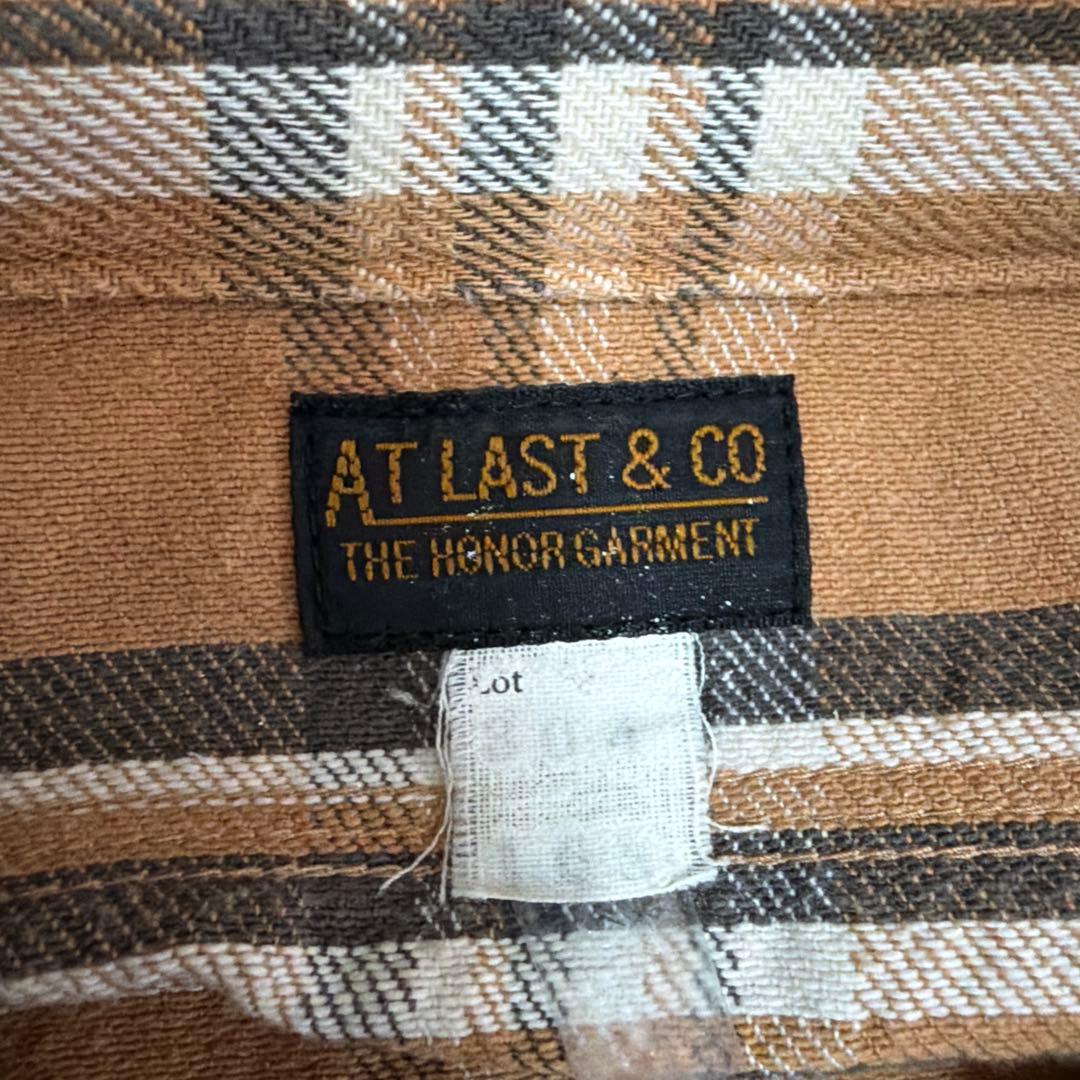 AT LAST & CO
THE HONOR GARMENT
Lot